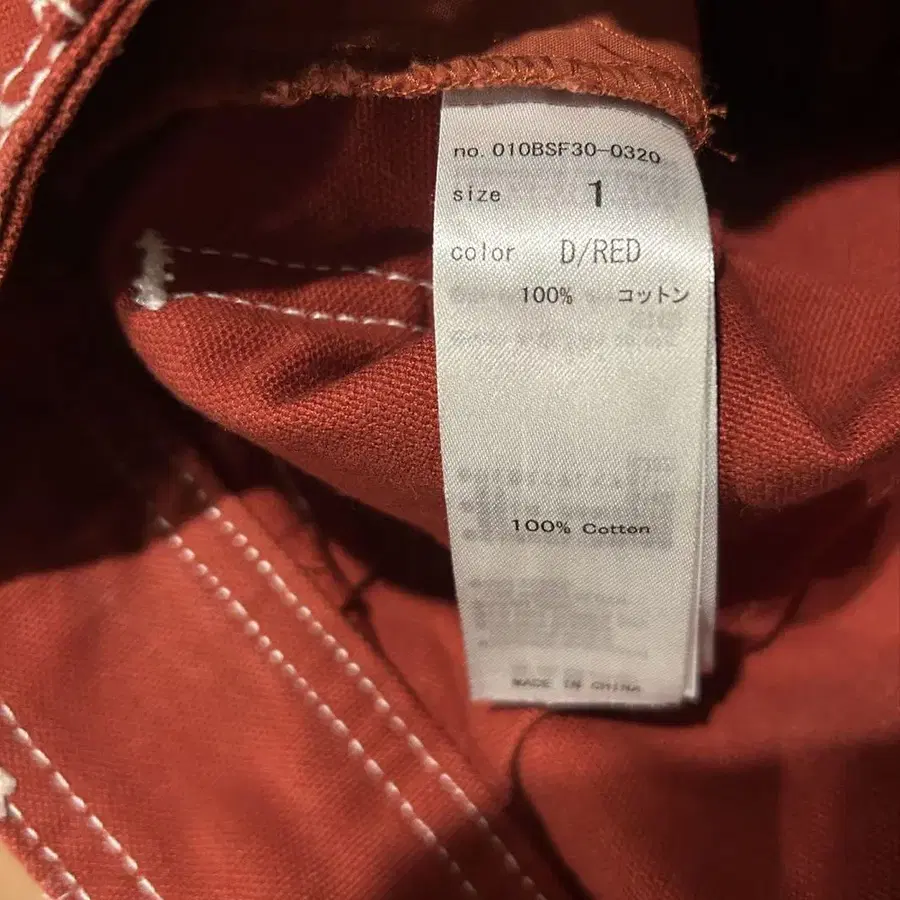 no. 010BSF30-0320
size 1
color D/RED
100% コットン
100% Cotton
MADE IN CHINA